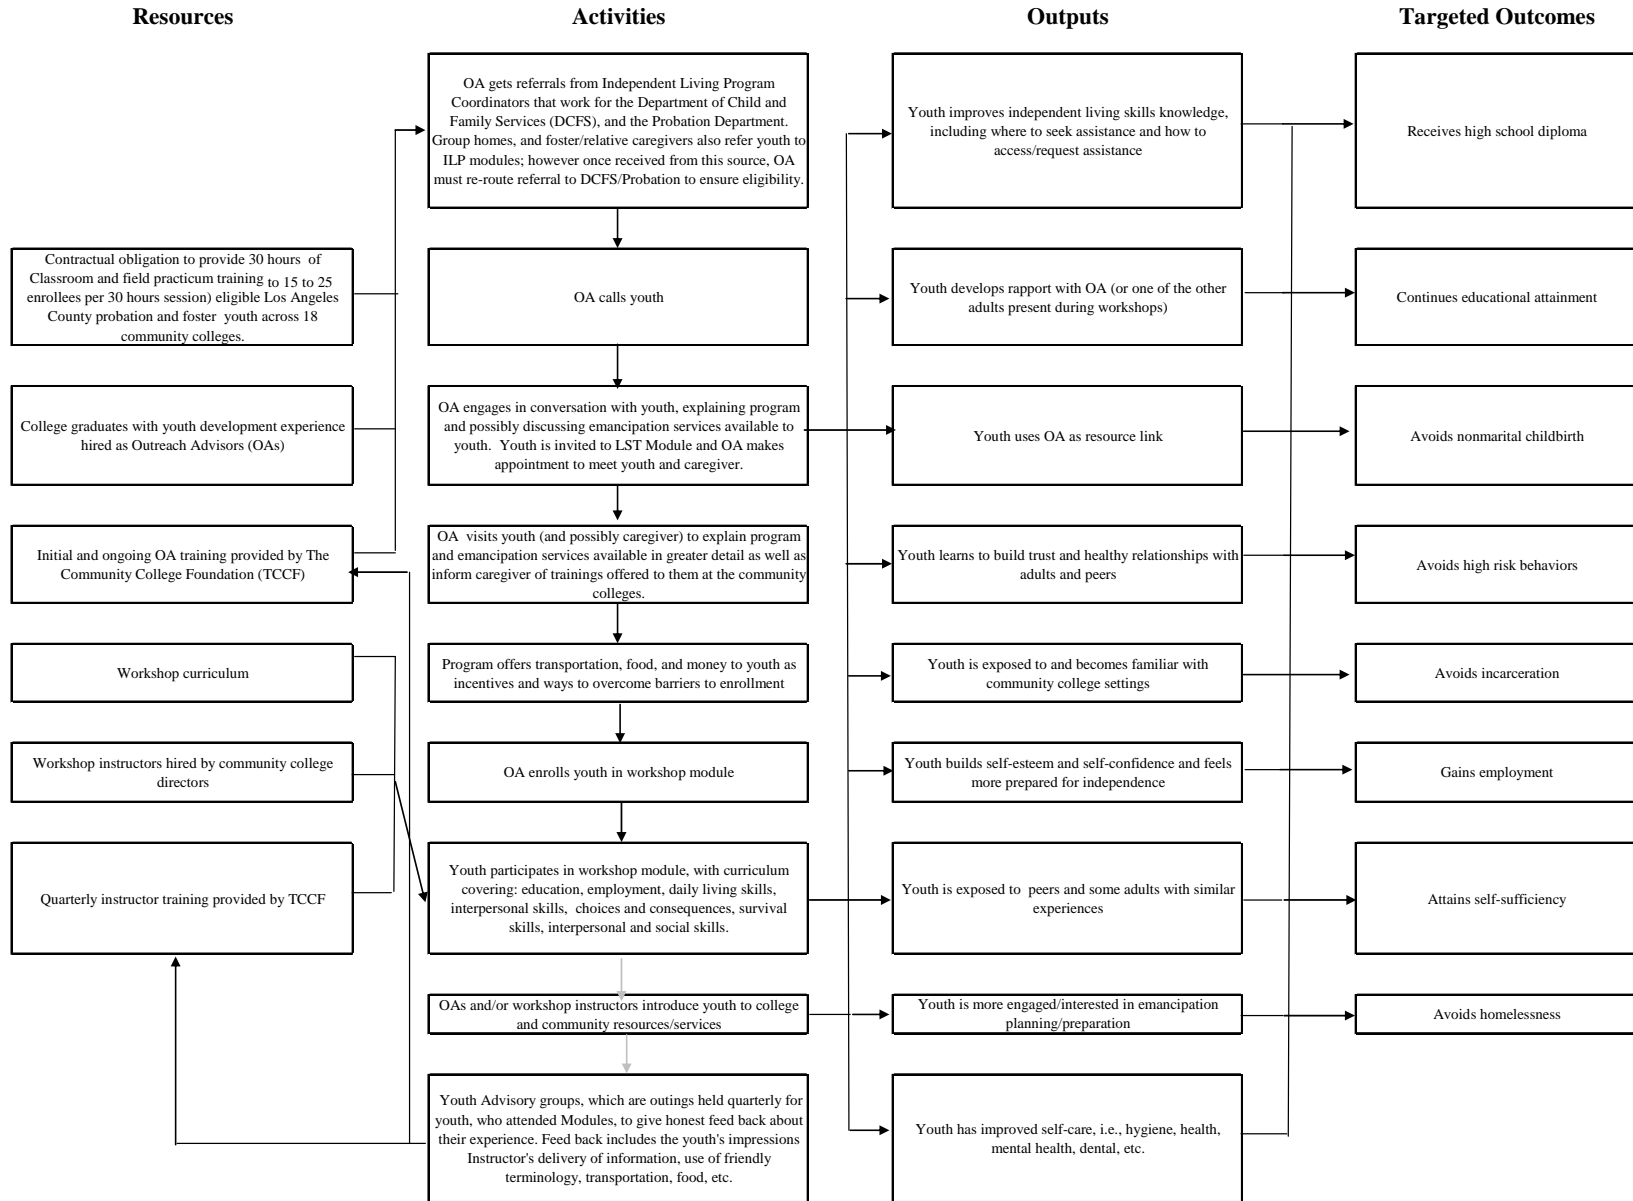 Resources
Activities
Outputs
Targeted Outcomes
Contractual obligation to provide 30 hours of
Classroom and field practicum training to 15 to 25
enrollees per 30 hours session) eligible Los Angeles
County probation and foster youth across 18
community colleges.
College graduates with youth development experience
hired as Outreach Advisors (OAs)
Initial and ongoing OA training provided by The
Community College Foundation (TCCF)
Workshop curriculum
Workshop instructors hired by community college
directors
Quarterly instructor training provided by TCCF
OA gets referrals from Independent Living Program
Coordinators that work for the Department of Child and
Family Services (DCFS), and the Probation Department.
Group homes, and foster/relative caregivers also refer youth to
ILP modules; however once received from this source, OA
must re-route referral to DCFS/Probation to ensure eligibility.
OA calls youth
OA engages in conversation with youth, explaining program
and possibly discussing emancipation services available to
youth. Youth is invited to LST Module and OA makes
appointment to meet youth and caregiver.
OA visits youth (and possibly caregiver) to explain program
and emancipation services available in greater detail as well as
inform caregiver of trainings offered to them at the community
colleges.
Program offers transportation, food, and money to youth as
incentives and ways to overcome barriers to enrollment
OA enrolls youth in workshop module
Youth participates in workshop module, with curriculum
covering: education, employment, daily living skills,
interpersonal skills, choices and consequences, survival
skills, interpersonal and social skills.
OAs and/or workshop instructors introduce youth to college
and community resources/services
Youth Advisory groups, which are outings held quarterly for
youth, who attended Modules, to give honest feed back about
their experience. Feed back includes the youth's impressions
Instructor's delivery of information, use of friendly
terminology, transportation, food, etc.
Youth improves independent living skills knowledge,
including where to seek assistance and how to
access/request assistance
Youth develops rapport with OA (or one of the other
adults present during workshops)
Youth uses OA as resource link
Youth learns to build trust and healthy relationships with
adults and peers
Youth is exposed to and becomes familiar with
community college settings
Youth builds self-esteem and self-confidence and feels
more prepared for independence
Youth is exposed to peers and some adults with similar
experiences
Youth is more engaged/interested in emancipation
planning/preparation
Youth has improved self-care, i.e., hygiene, health,
mental health, dental, etc.
Receives high school diploma
Continues educational attainment
Avoids nonmarital childbirth
Avoids high risk behaviors
Avoids incarceration
Gains employment
Attains self-sufficiency
Avoids homelessness